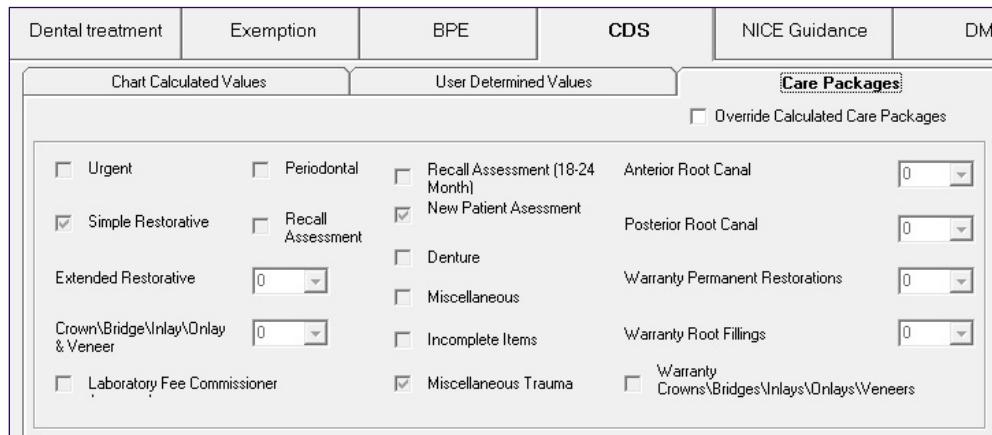 Dental treatment Exemption BPE CDS NICE Guidance DM
Chart Calculated Values User Determined Values Care Packages
Override Calculated Care Packages
Urgent Periodontal Recall Assessment (18-24 Anterior Root Canal 0
Month)
Simple Restorative Recall New Patient Asessment Posterior Root Canal 0
Assessment
Denture
Extended Restorative 0 Warranty Permanent Restorations 0
Miscellaneous
Crown\Bridge\Inlay\Onlay 0 Incomplete Items Warranty Root Fillings 0
& Veneer
Laboratory Fee Commissioner Miscellaneous Trauma Warranty
Crowns\Bridges\Inlays\Onlays\Veneers